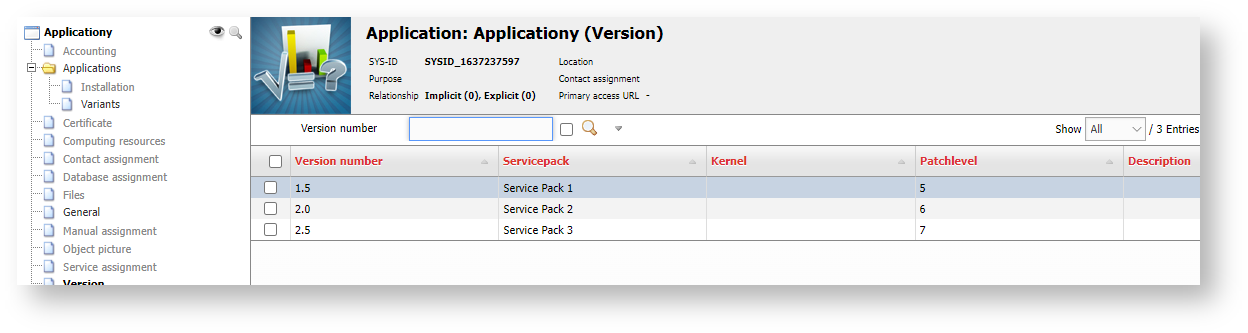 Applicationy
Accounting
Applications
Installation
Variants
Certificate
Computing resources
Contact assignment
Database assignment
Files
General
Manual assignment
Object picture
Service assignment
Version
Application: Applicationy (Version)
SYS-ID SYSID_1637237597 Location
Purpose Contact assignment
Relationship Implicit (0), Explicit (0) Primary access URL -
Version number Show All / 3 Entries
Version number Servicepack Kernel Patchlevel Description
1.5 Service Pack 1 5
2.0 Service Pack 2 6
2.5 Service Pack 3 7